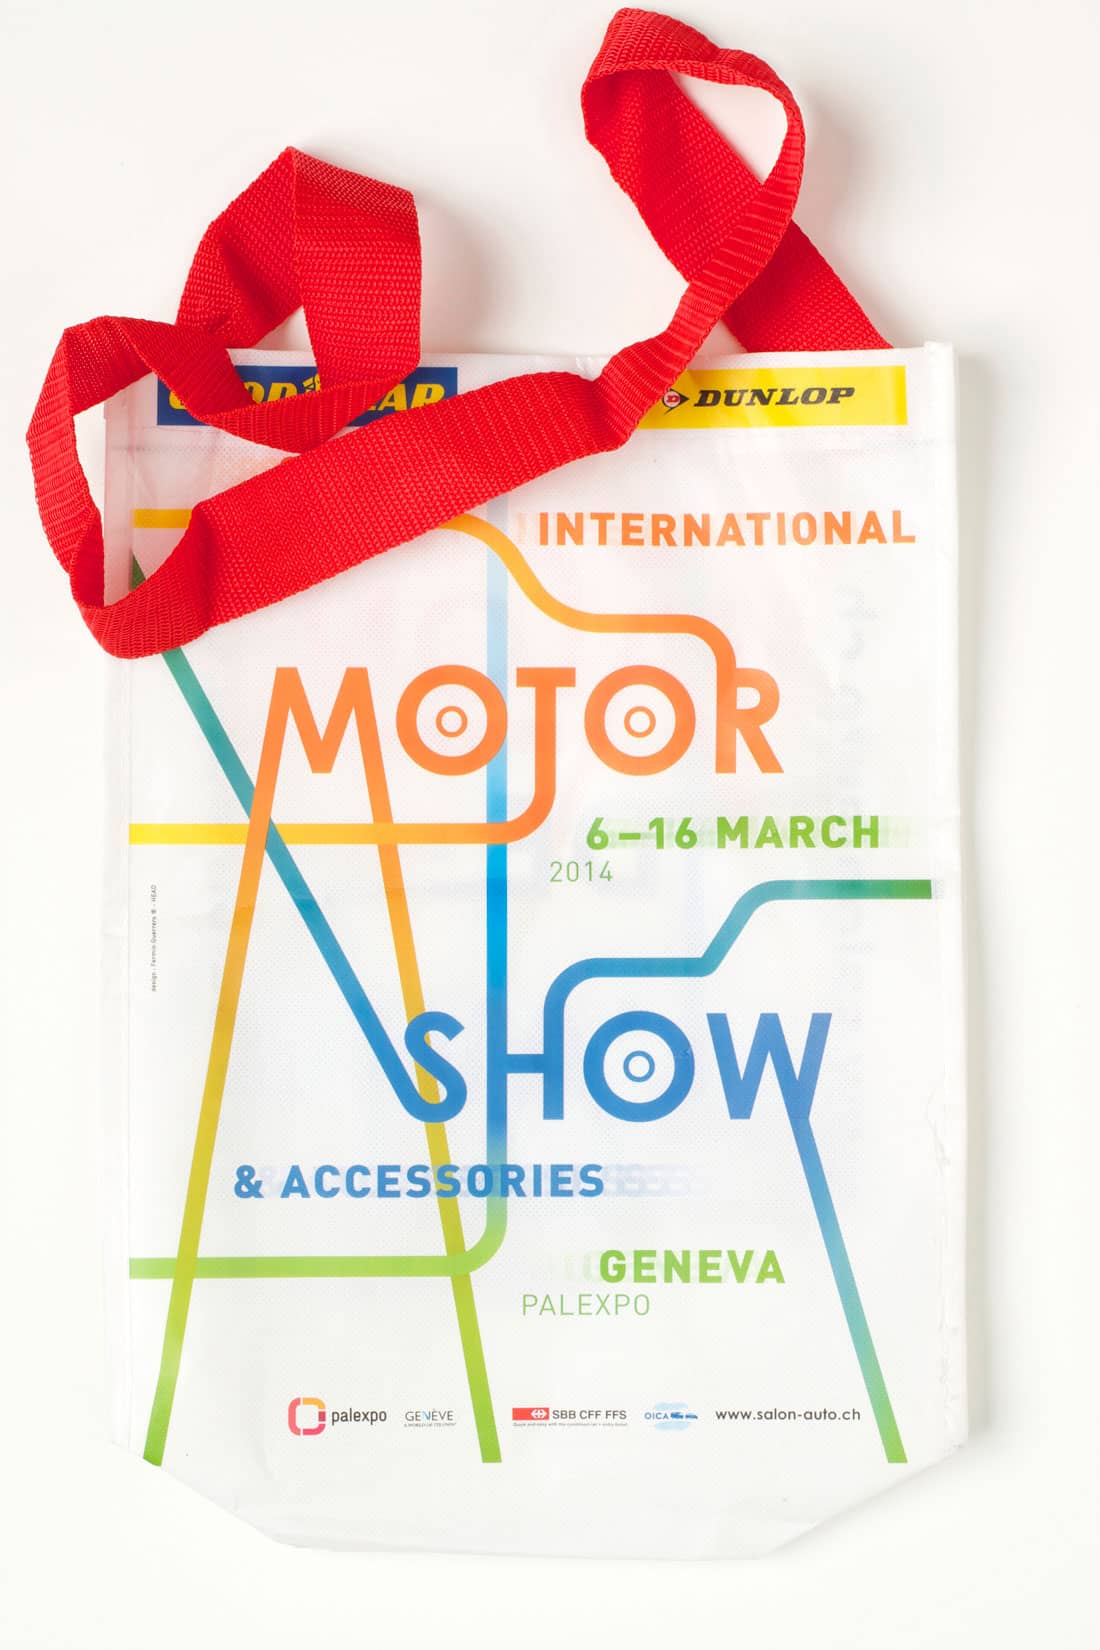 DUNLOP
INTERNATIONAL
MOTOR
6–16 MARCH
2014
SHOW
& ACCESSORIES
GENEVA
PALEXPO
palexpo
GENÈVE
SBB CFF FFS
OICA
www.salon-auto.ch